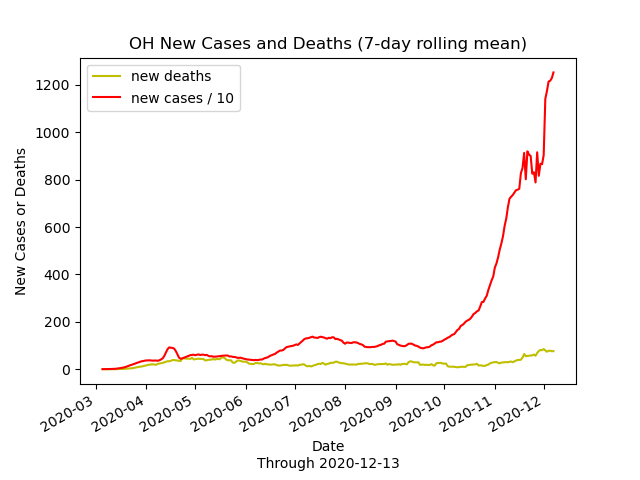 OH New Cases and Deaths (7-day rolling mean)
new deaths
new cases / 10
1200
1000
800
600
400
200
0
New Cases or Deaths
2020-03
2020-04
2020-05
2020-06
2020-07
2020-08
2020-09
2020-10
2020-11
2020-12
Date
Through 2020-12-13